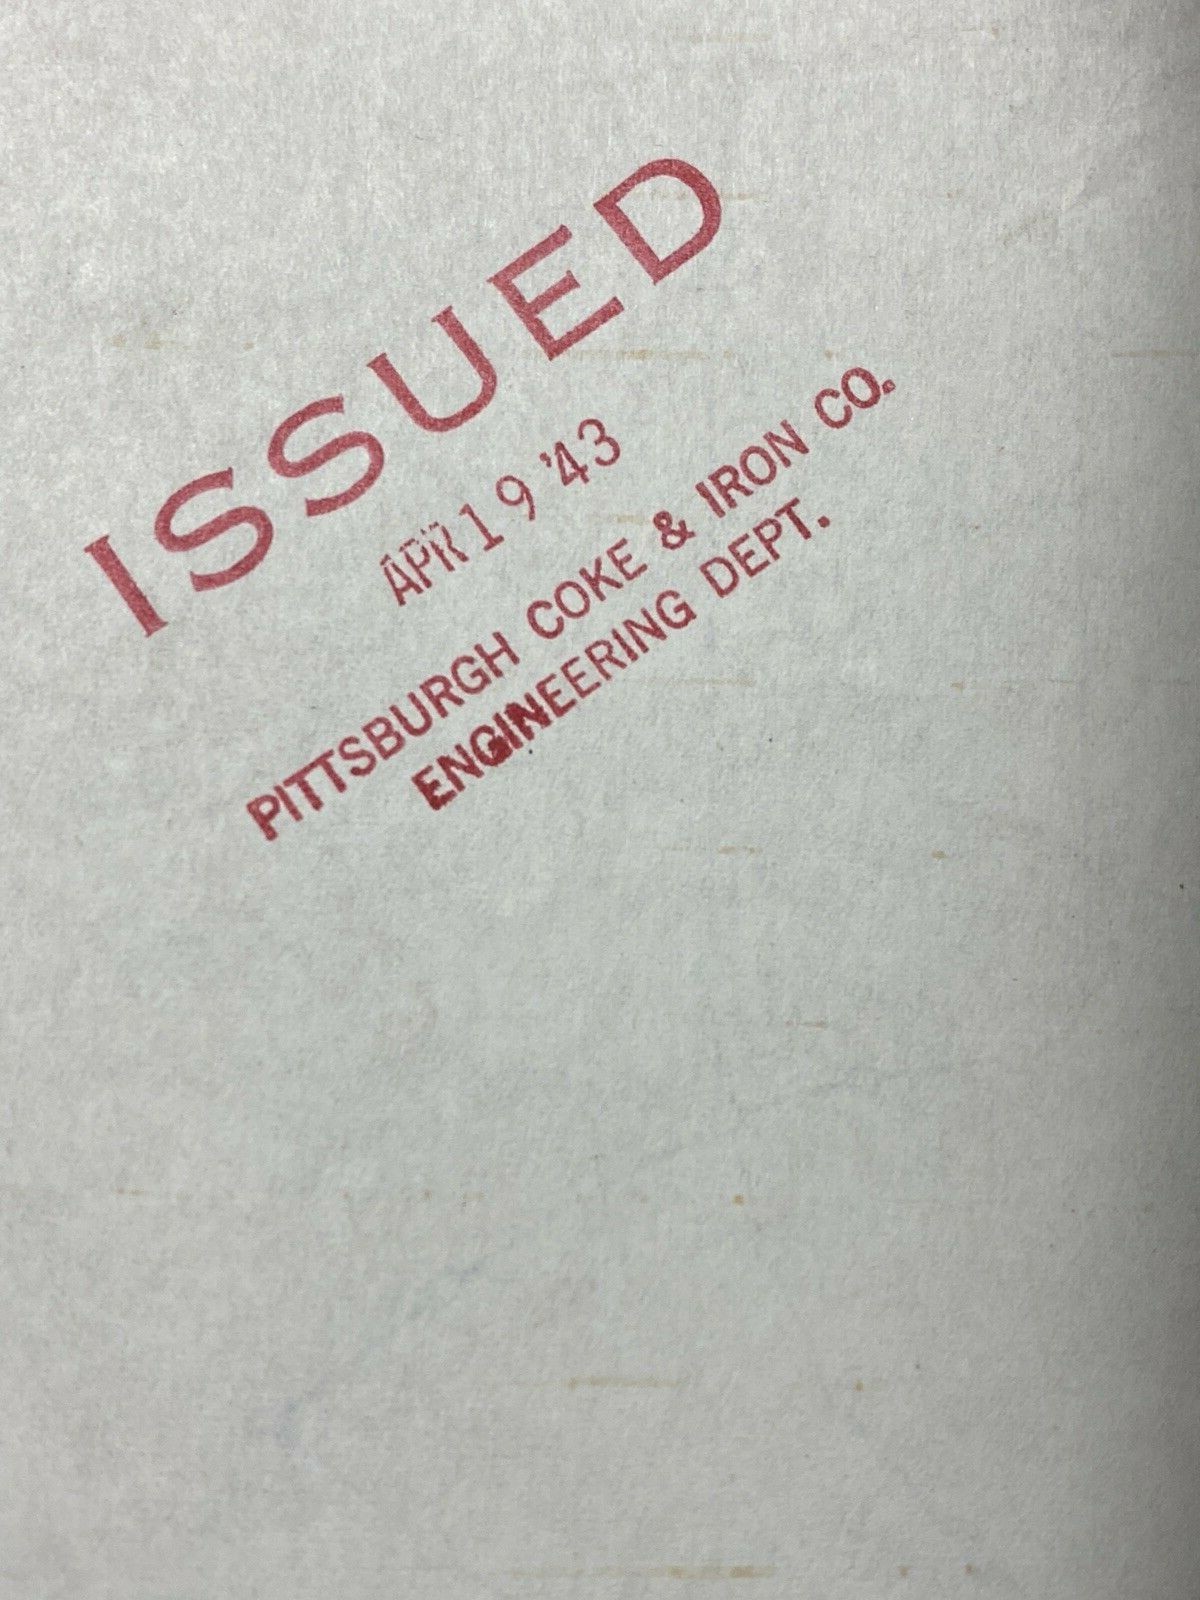 ISSUED
APR 19 '43
PITTSBURGH COKE & IRON CO.
ENGINEERING DEPT.